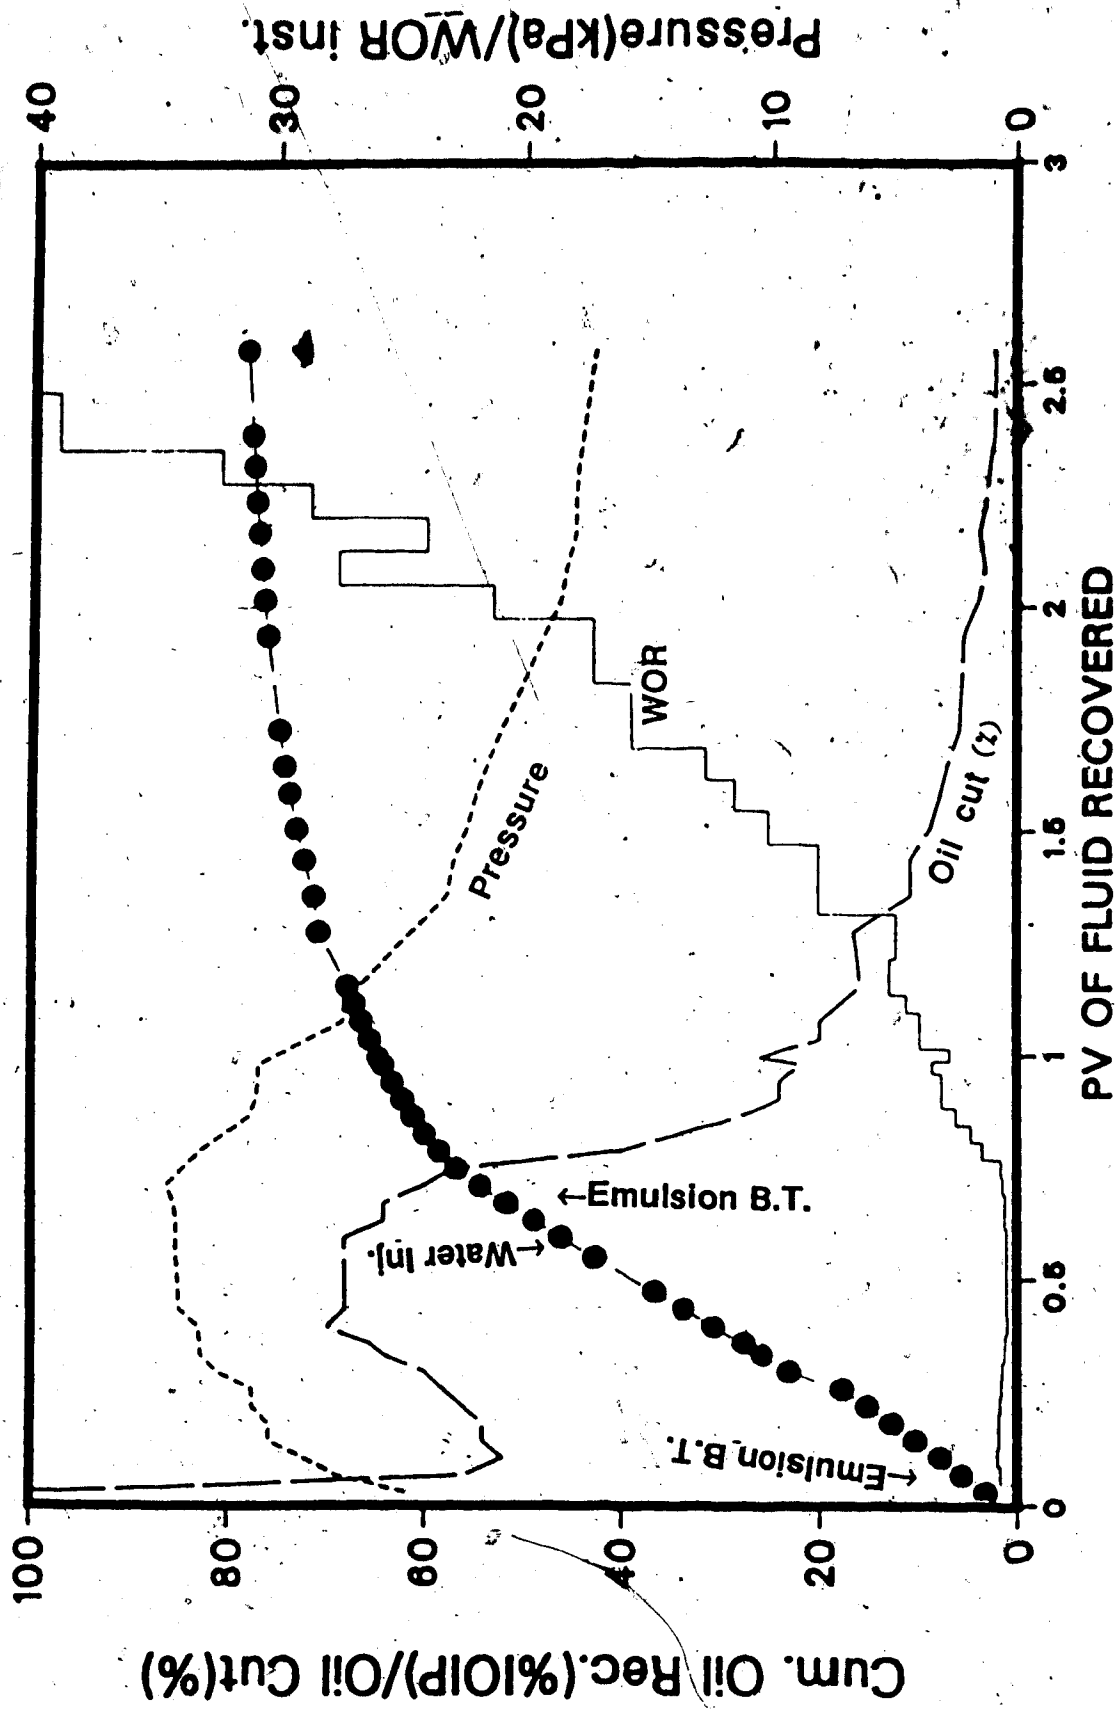 Cum. Oil Rec.(%IOIP)/Oil Cut(%)
100
80
60
40
20
0
Pressure(kPa)/WOR inst.
40
30
20
10
0
Emulsion B.T.
Water Inj.
Emulsion B.T.
Pressure
WOR
Oil cut (%)
0
0.5
1
1.5
2
2.5
3
PV OF FLUID RECOVERED